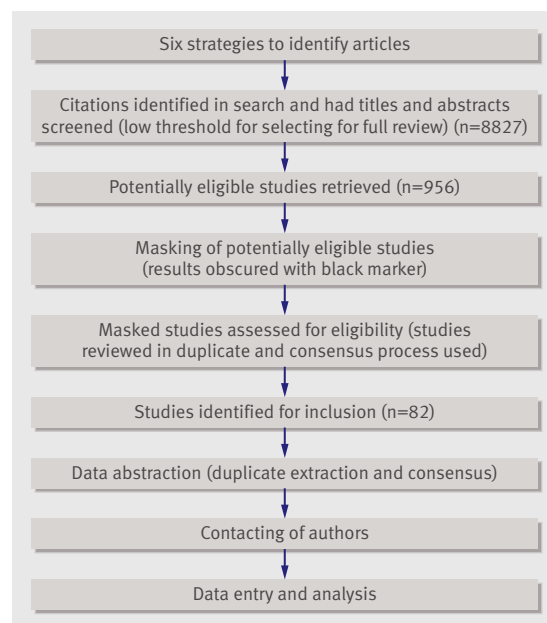 Six strategies to identify articles
Citations identified in search and had titles and abstracts
screened (low threshold for selecting for full review) (n=8827)
Potentially eligible studies retrieved (n=956)
Masking of potentially eligible studies
(results obscured with black marker)
Masked studies assessed for eligibility (studies
reviewed in duplicate and consensus process used)
Studies identified for inclusion (n=82)
Data abstraction (duplicate extraction and consensus)
Contacting of authors
Data entry and analysis